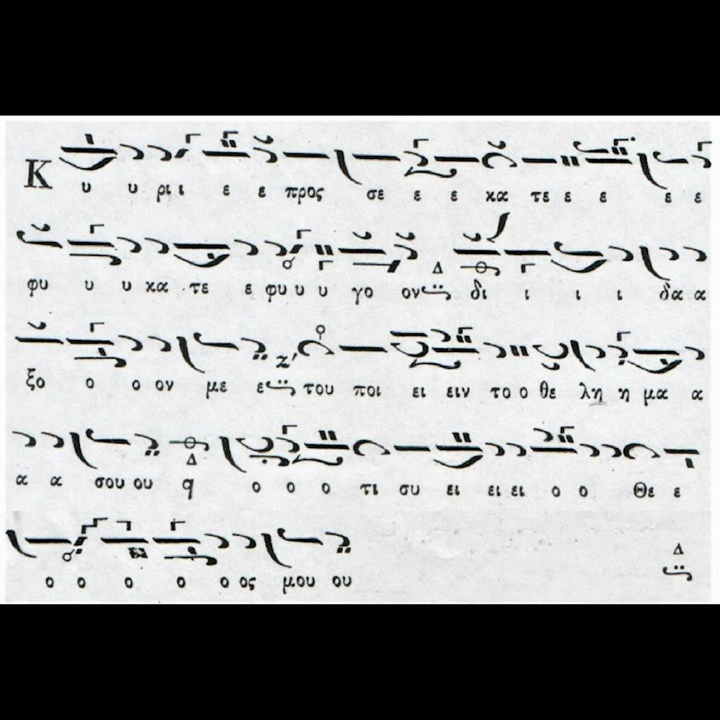 Κ υ υ ρι ι ε ε προς σε ε ε κα τε ε ε ε ε
φυ υ υ κα τε ε φυ υ υ γο ον δι ι ι ι δα α
ξο ο ο ον με ε του ποι ει ειν το ο θε λη η μα α
α α σου ου ο ο ο τι συ ει ει ει ο ο Θε ε
ο ο ο ο ο ος μου ου